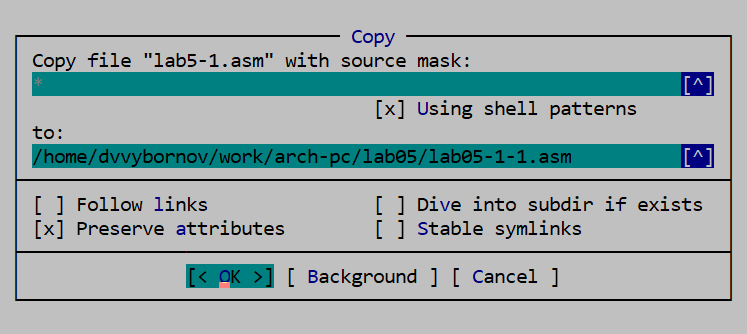 Copy
Copy file "lab5-1.asm" with source mask:
* [^]
[x] Using shell patterns
to:
/home/dvvybornov/work/arch-pc/lab05/lab05-1-1.asm [^]
[ ] Follow links [ ] Dive into subdir if exists
[x] Preserve attributes [ ] Stable symlinks
[< OK >] [ Background ] [ Cancel ]